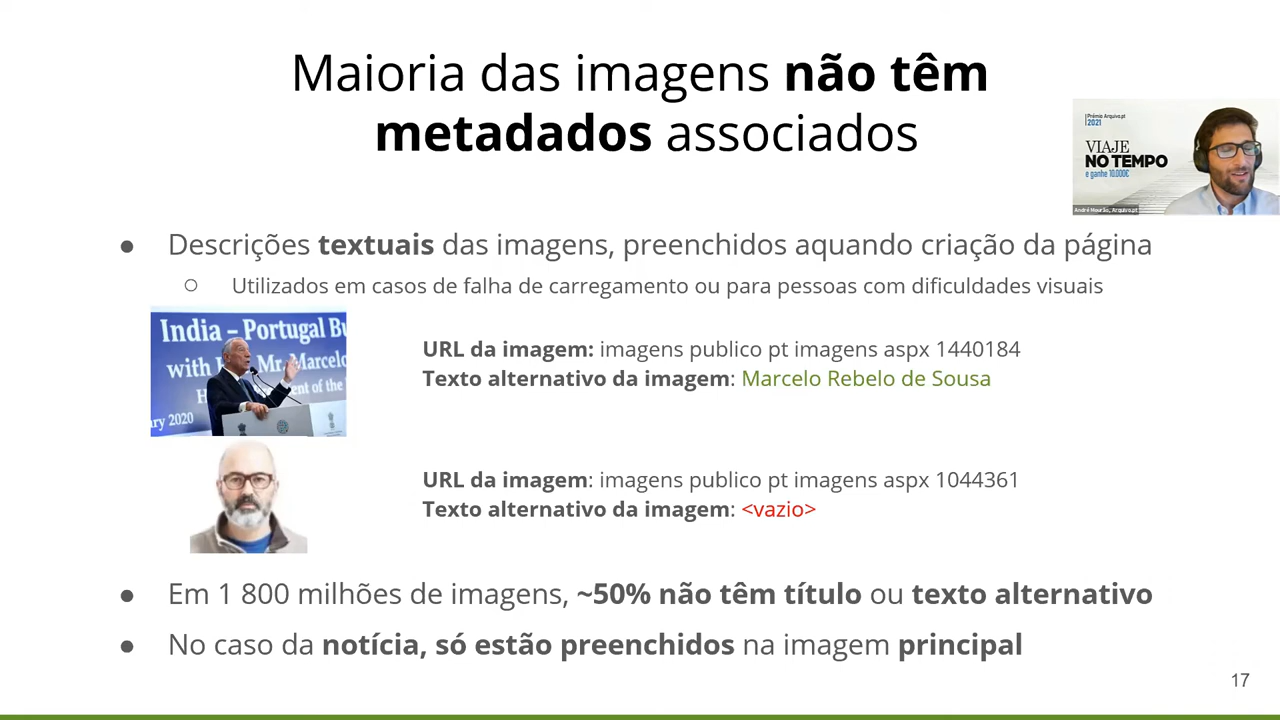 Maioria das imagens não têm
metadados associados
Prémio Arquivo.pt
2021
VIAJE
NO TEMPO
e ganhe 10.000€
André Mourão, Arquivo.pt
● Descrições textuais das imagens, preenchidos aquando criação da página
○ Utilizados em casos de falha de carregamento ou para pessoas com dificuldades visuais
India – Portugal Bu
with H Mr. Marcelo
ent of the
ry 2020
URL da imagem: imagens publico pt imagens aspx 1440184
Texto alternativo da imagem: Marcelo Rebelo de Sousa
URL da imagem: imagens publico pt imagens aspx 1044361
Texto alternativo da imagem: <vazio>
● Em 1 800 milhões de imagens, ~50% não têm título ou texto alternativo
● No caso da notícia, só estão preenchidos na imagem principal
17